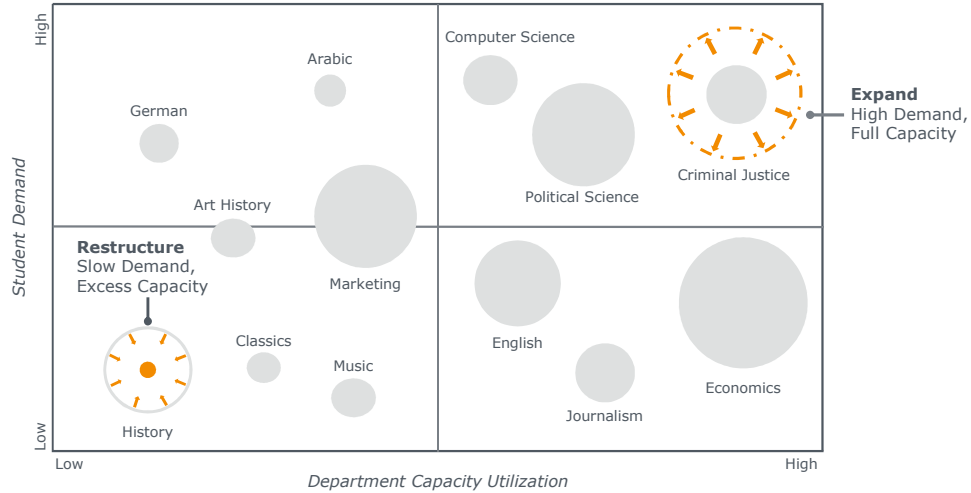 High
Student Demand
Low
Computer Science
Arabic
German
Expand
High Demand,
Full Capacity
Criminal Justice
Political Science
Art History
Restructure
Slow Demand,
Excess Capacity
Marketing
Classics
English
Music
Economics
Journalism
History
Low
High
Department Capacity Utilization